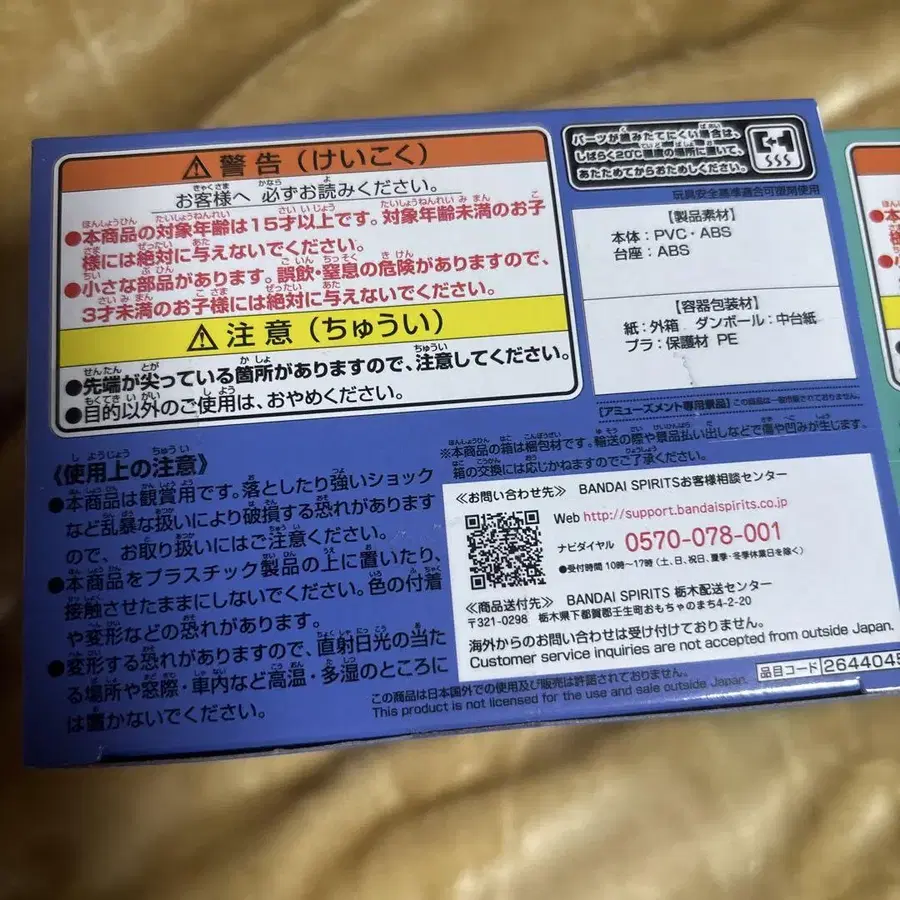 警告(けいこく)
お客様へ 必ずお読みください。
●本商品の対象年齢は15才以上です。対象年齢未満のお子
様には絶対に与えないでください。
●小さな部品があります。誤飲・窒息の危険がありますので、
3才未満のお子様には絶対に与えないでください。
注意(ちゅうい)
●先端が尖っている箇所がありますので、注意してください。
●目的以外のご使用は、おやめください。
《使用上の注意》
●本商品は観賞用です。落としたり強いショック
など乱暴な扱いにより破損する恐れがあります
ので、お取り扱いにはご注意ください。
●本商品をプラスチック製品の上に置いたり、
接触させたままにしないでください。色の付着
や変形などの恐れがあります。
●変形する恐れがありますので、直射日光の当た
る場所や窓際・車内など高温・多湿のところに
は置かないでください。
パーツが組みたてにくい場合は、
しばらく20℃程度の場所に置いて、
あたためてからおためしください。
玩具安全基準適合可塑剤使用
【製品素材】
本体:PVC・ABS
台座:ABS
【容器包装材】
紙:外箱 ダンボール:中台紙
プラ:保護材 PE
【アミューズメント専用景品】この商品は一般市販されておりません。
※本商品の箱は梱包材です。輸送の際や景品払い出しなどで傷や凹みが生じます。
箱の交換には応じかねますのでご了承ください。
《お問い合わせ先》 BANDAI SPIRITSお客様相談センター
Web http://support.bandaispirits.co.jp
ナビダイヤル 0570-078-001
●受付時間 10時〜17時(土、日、祝日、夏季・冬季休業日を除く)
《商品送付先》 BANDAI SPIRITS 栃木配送センター
〒321-0298 栃木県下都賀郡壬生町おもちゃのまち4-2-20
海外からのお問い合わせは受け付けておりません。
Customer service inquiries are not accepted from outside Japan.
この商品は日本国外での使用及び販売は許諾されておりません。
This product is not licensed for the use and sale outside Japan.
品目コード 2644045